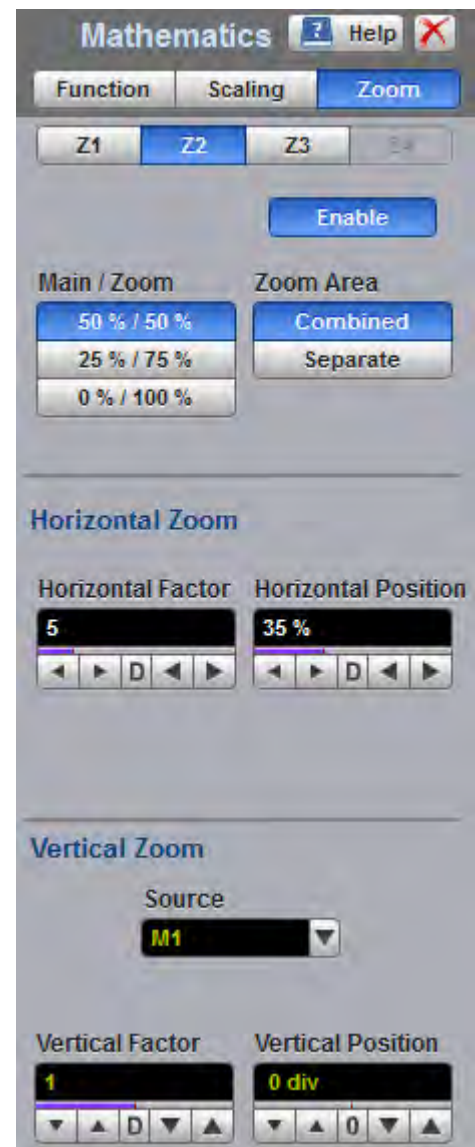 Mathematics ? Help
Function Scaling Zoom
Z1 Z2 Z3 Z4
Enable
Main / Zoom Zoom Area
50 % / 50 % Combined
25 % / 75 % Separate
0 % / 100 %
Horizontal Zoom
Horizontal Factor Horizontal Position
5 35 %
D D
Vertical Zoom
Source
M1
Vertical Factor Vertical Position
1 0 div
D 0